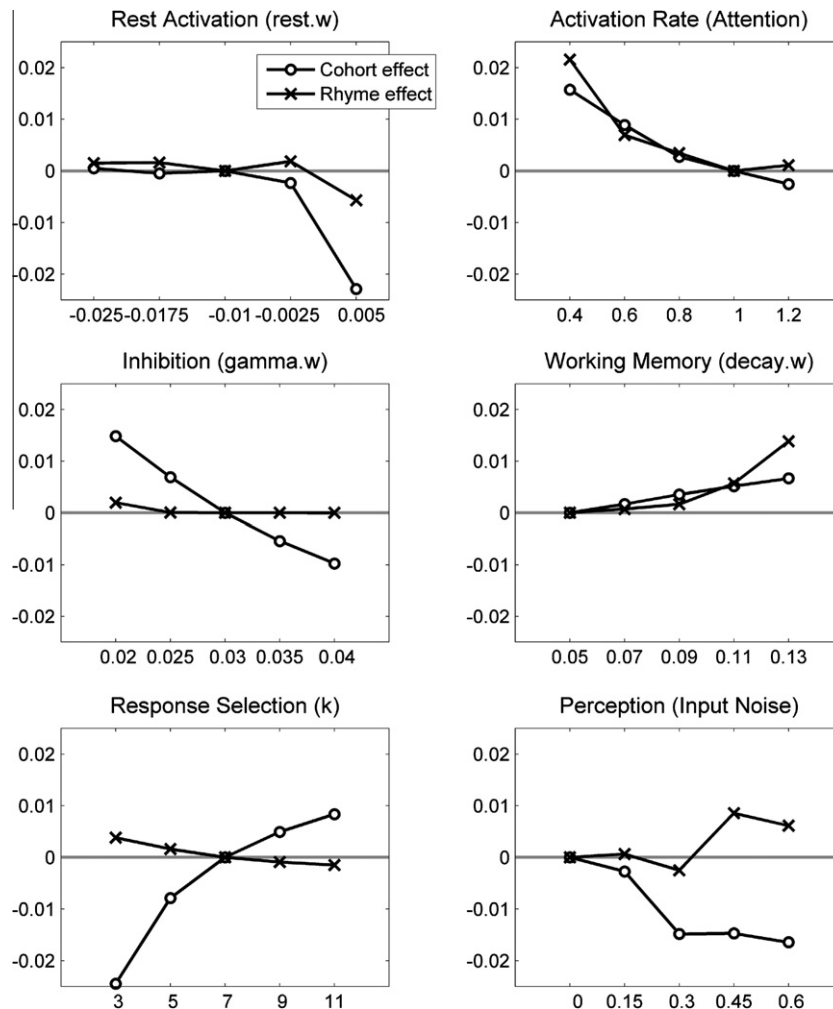 Rest Activation (rest.w)
0.02
0.01
0
-0.01
-0.02
-0.025 -0.0175 -0.01 -0.0025 0.005
Cohort effect
Rhyme effect
Activation Rate (Attention)
0.02
0.01
0
-0.01
-0.02
0.4 0.6 0.8 1 1.2
Inhibition (gamma.w)
0.02
0.01
0
-0.01
-0.02
0.02 0.025 0.03 0.035 0.04
Working Memory (decay.w)
0.02
0.01
0
-0.01
-0.02
0.05 0.07 0.09 0.11 0.13
Response Selection (k)
0.02
0.01
0
-0.01
-0.02
3 5 7 9 11
Perception (Input Noise)
0.02
0.01
0
-0.01
-0.02
0 0.15 0.3 0.45 0.6